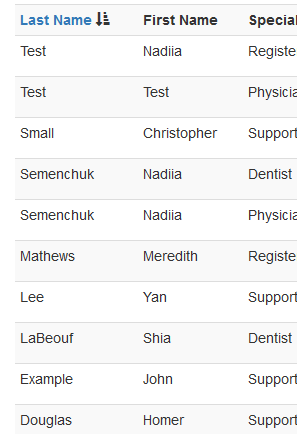 Last Name First Name Special
Test Nadiia Registe
Test Test Physicia
Small Christopher Support
Semenchuk Nadiia Dentist
Semenchuk Nadiia Physicia
Mathews Meredith Registe
Lee Yan Support
LaBeouf Shia Dentist
Example John Support
Douglas Homer Support